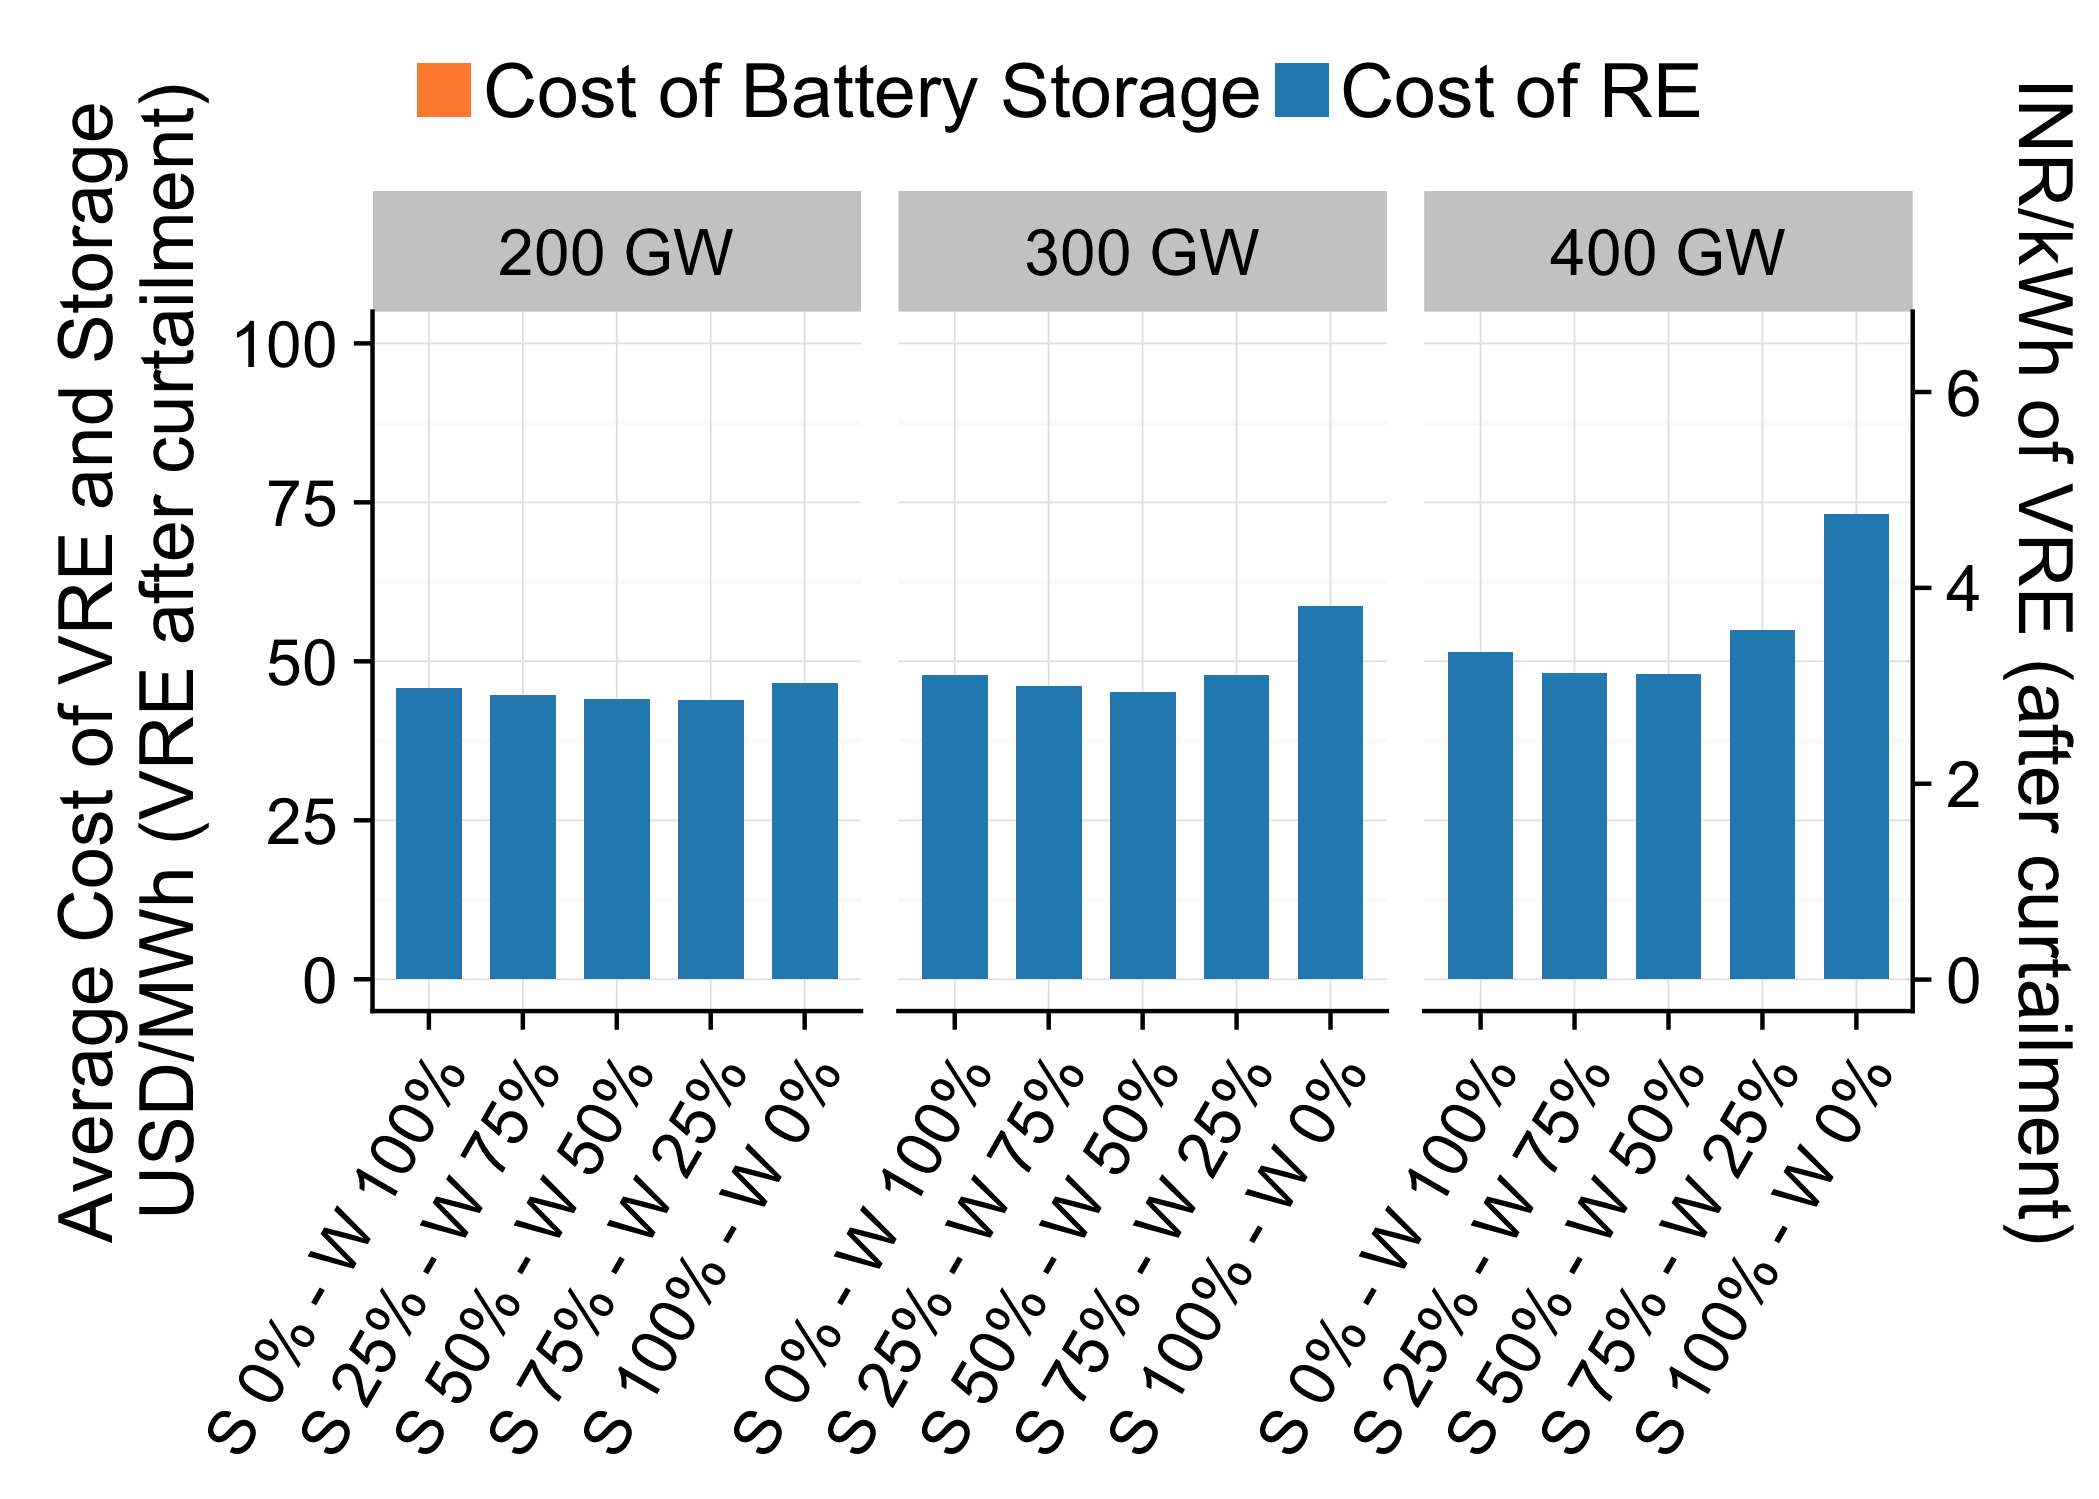 Cost of Battery Storage Cost of RE
Average Cost of VRE and Storage
USD/MWh (VRE after curtailment)
INR/kWh of VRE (after curtailment)
200 GW
300 GW
400 GW
100
75
50
25
0
6
4
2
0
S 0% - W 100%
S 25% - W 75%
S 50% - W 50%
S 75% - W 25%
S 100% - W 0%
S 0% - W 100%
S 25% - W 75%
S 50% - W 50%
S 75% - W 25%
S 100% - W 0%
S 0% - W 100%
S 25% - W 75%
S 50% - W 50%
S 75% - W 25%
S 100% - W 0%